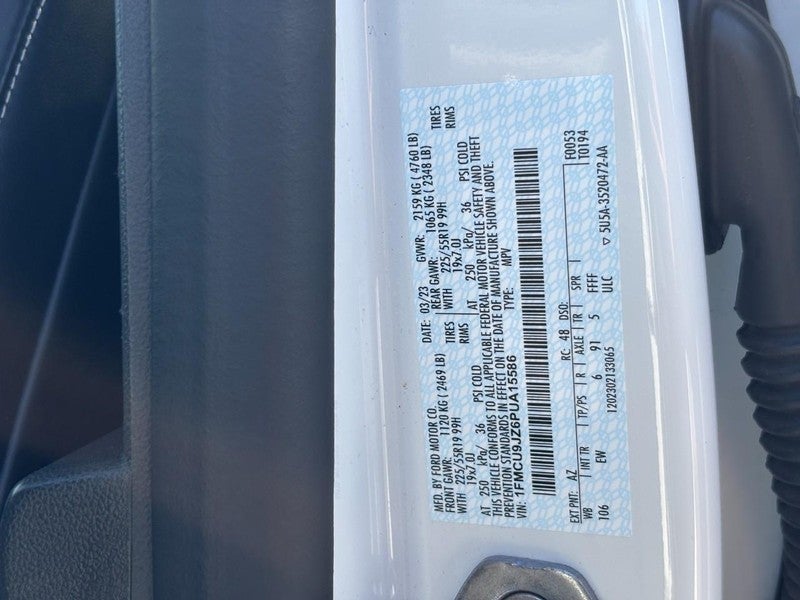 MFD. BY FORD MOTOR CO. DATE: 03/23 GVWR: 2159 KG ( 4760 LB)
FRONT GAWR: 1120 KG ( 2469 LB) REAR GAWR: 1065 KG ( 2348 LB)
WITH 225/55R19 99H TIRES WITH 225/55R19 99H TIRES
19x7.0J RIMS 19x7.0J RIMS
AT 250 kPa/ 36 PSI COLD AT 250 kPa/ 36 PSI COLD
THIS VEHICLE CONFORMS TO ALL APPLICABLE FEDERAL MOTOR VEHICLE SAFETY AND THEFT
PREVENTION STANDARDS IN EFFECT ON THE DATE OF MANUFACTURE SHOWN ABOVE.
VIN: 1FMCU9JZ6PUA15586 TYPE: MPV
EXT PNT: AZ RC: 48 DSO: F0053
WB INT TR TP/PS R AXLE TR SPR T0194
106 EW 6 91 5 FFFF
1202302133065 ULC ▽ 5U5A-3520472-AA